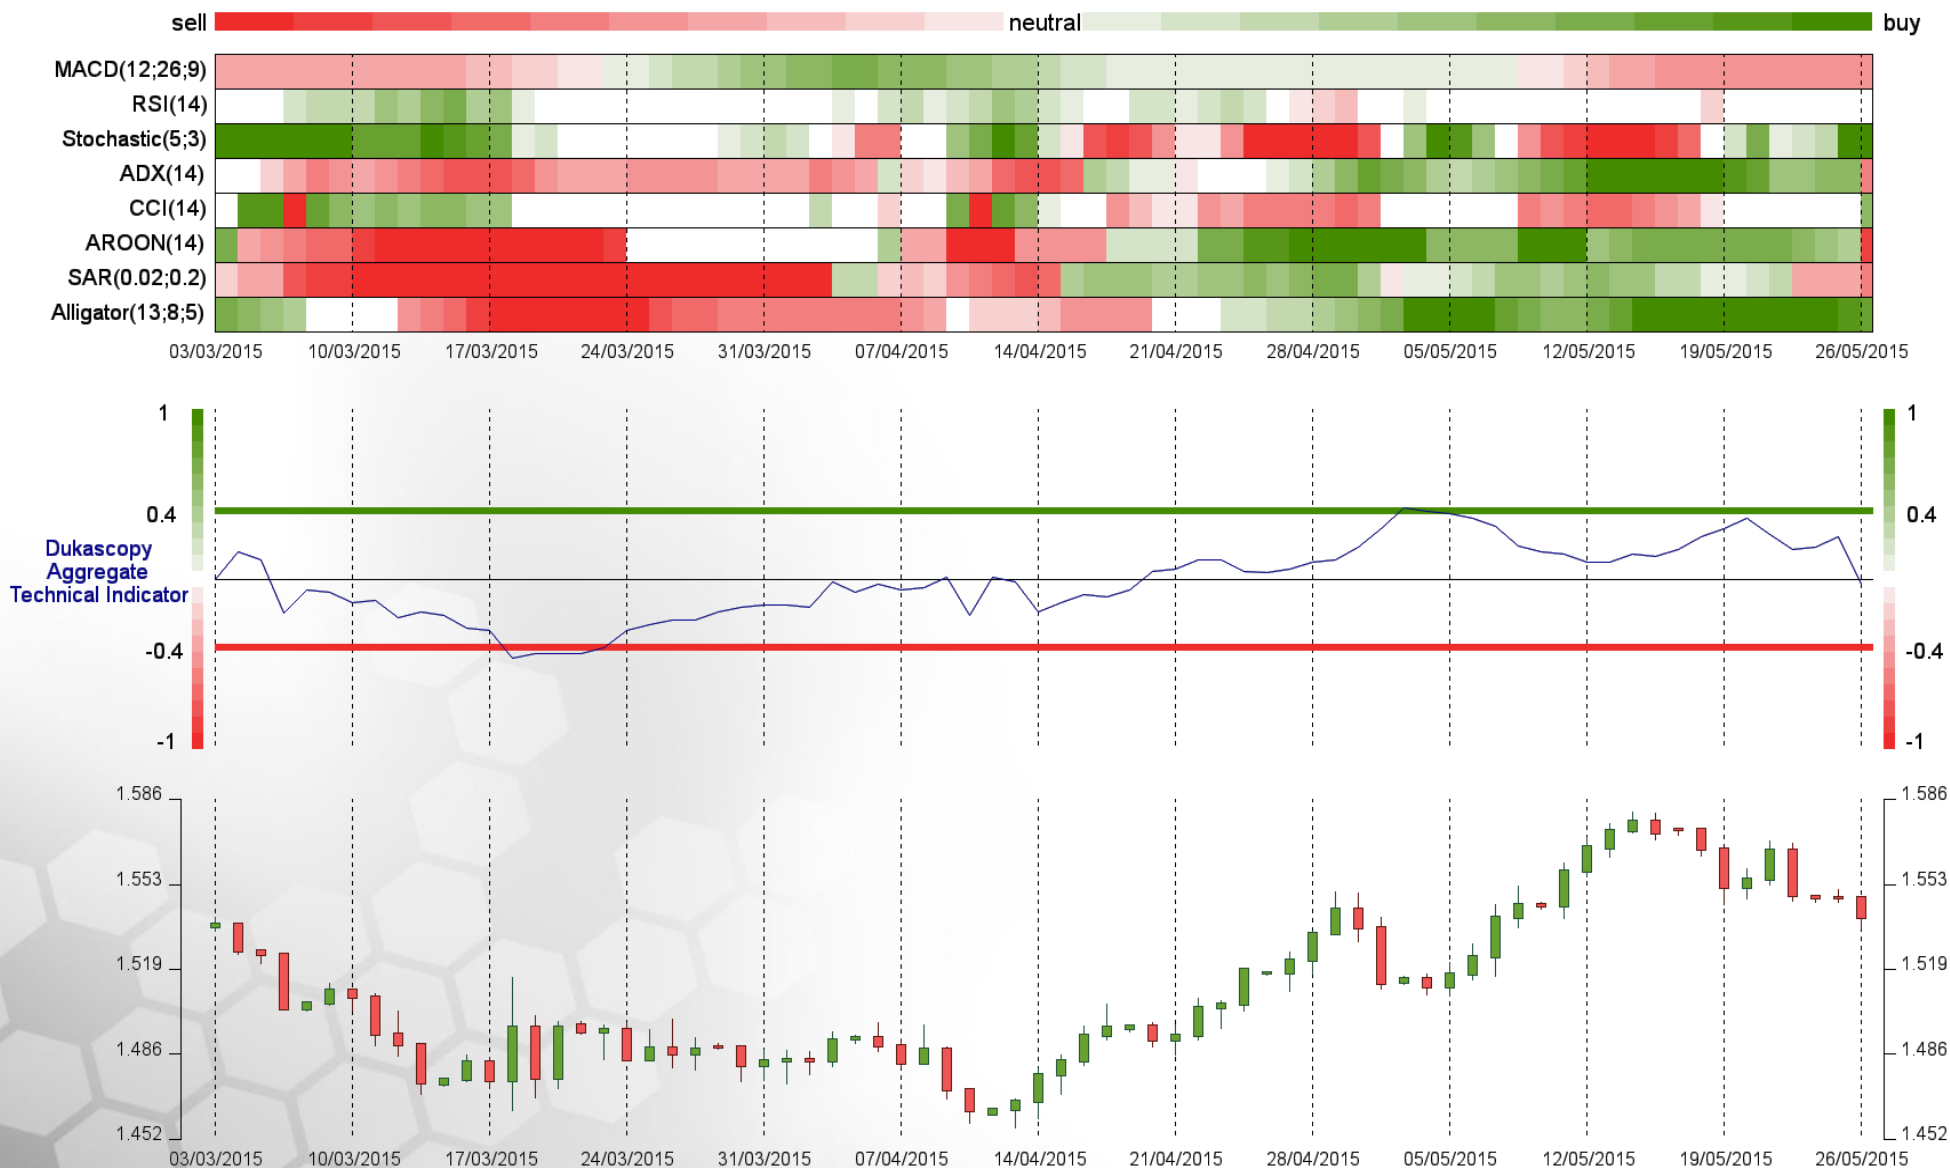 sell neutral buy
MACD(12;26;9)
RSI(14)
Stochastic(5;3)
ADX(14)
CCI(14)
AROON(14)
SAR(0.02;0.2)
Alligator(13;8;5)
03/03/2015 10/03/2015 17/03/2015 24/03/2015 31/03/2015 07/04/2015 14/04/2015 21/04/2015 28/04/2015 05/05/2015 12/05/2015 19/05/2015 26/05/2015
1 1
0.4 0.4
Dukascopy
Aggregate
Technical Indicator
-0.4 -0.4
-1 -1
1.586 1.586
1.553 1.553
1.519 1.519
1.486 1.486
1.452 1.452
03/03/2015 10/03/2015 17/03/2015 24/03/2015 31/03/2015 07/04/2015 14/04/2015 21/04/2015 28/04/2015 05/05/2015 12/05/2015 19/05/2015 26/05/2015